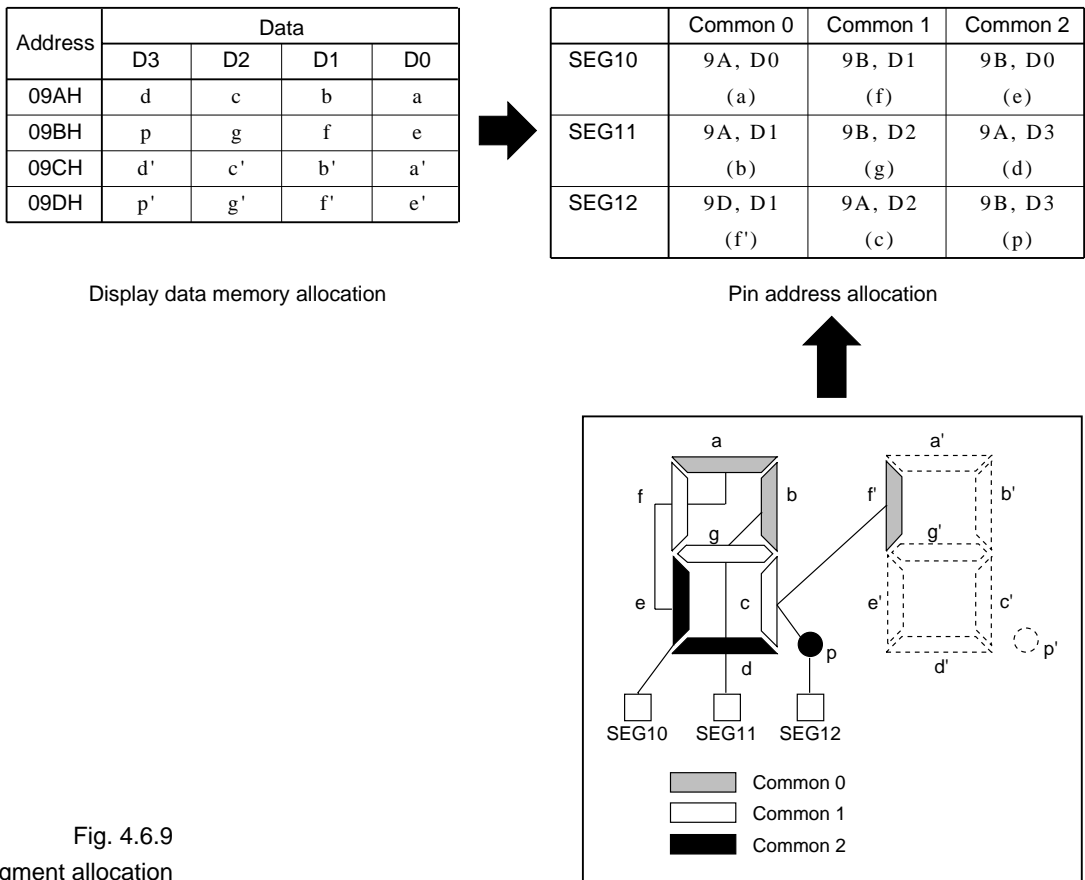 Address Data
D3 D2 D1 D0
09AH d c b a
09BH p g f e
09CH d' c' b' a'
09DH p' g' f' e'
Display data memory allocation
Common 0 Common 1 Common 2
SEG10 9A, D0 9B, D1 9B, D0
(a) (f) (e)
SEG11 9A, D1 9B, D2 9A, D3
(b) (g) (d)
SEG12 9D, D1 9A, D2 9B, D3
(f') (c) (p)
Pin address allocation
a a'
f b f' b'
g g'
e c e' c'
p p'
d d'
SEG10 SEG11 SEG12
Common 0
Common 1
Common 2
Fig. 4.6.9
gment allocation